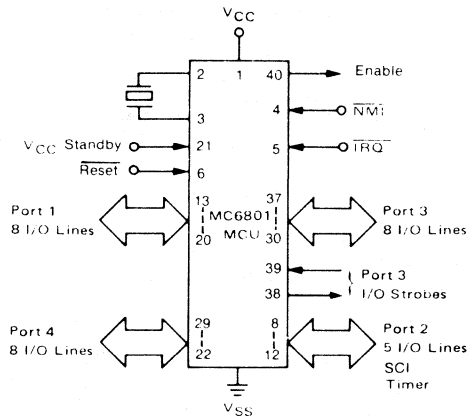 VCC
2 1 40 Enable
4 NMI
3
VCC Standby 21 5 IRQ
Reset 6
Port 1
8 I/O Lines
13
20
MC6801
MCU
37
30
Port 3
8 I/O Lines
39
38
Port 3
I/O Strobes
Port 4
8 I/O Lines
29
22
8
12
Port 2
5 I/O Lines
SCI
Timer
VSS